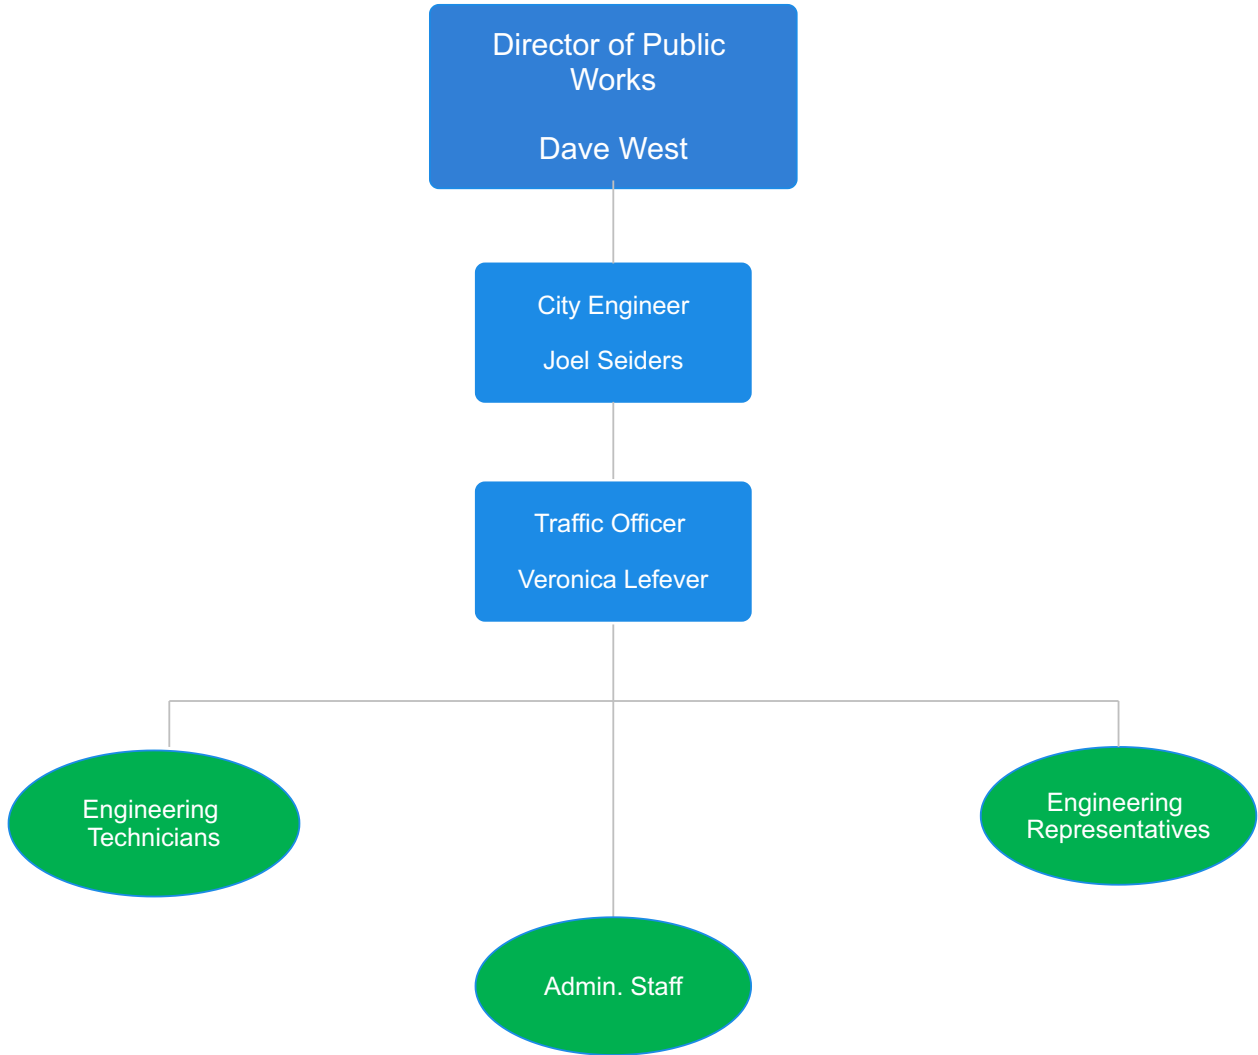 Director of Public
Works
Dave West
City Engineer
Joel Seiders
Traffic Officer
Veronica Lefever
Engineering
Technicians
Engineering
Representatives
Admin. Staff